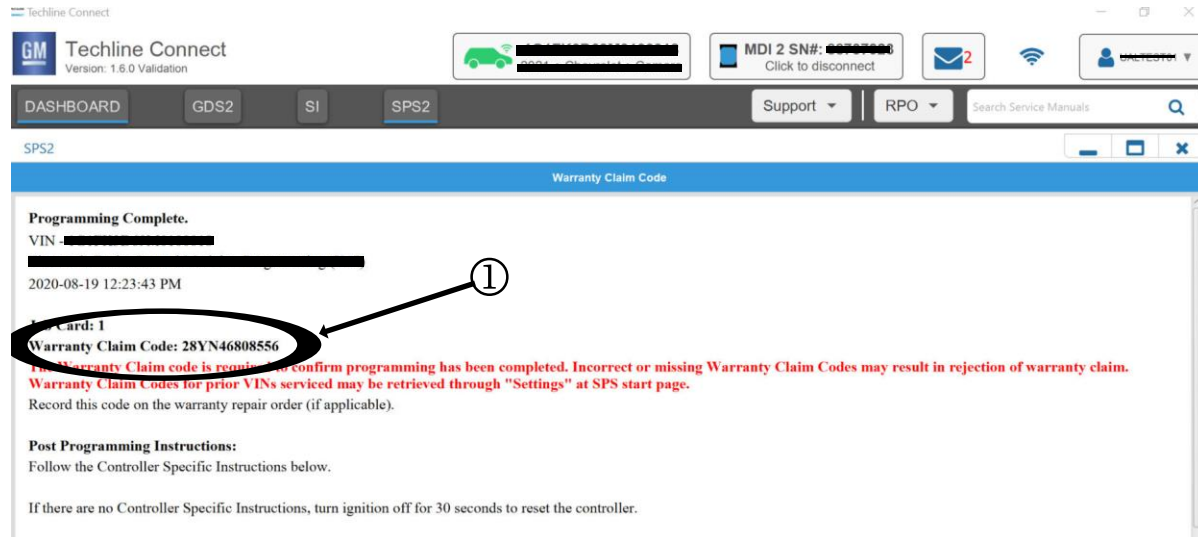 Techline Connect
GM Techline Connect
Version: 1.6.0 Validation
MDI 2 SN#:
Click to disconnect
2
DASHBOARD GDS2 SI SPS2 Support RPO Search Service Manuals
SPS2
Warranty Claim Code
Programming Complete.
VIN -
2020-08-19 12:23:43 PM
1
Card: 1
Warranty Claim Code: 28YN46808556
The Warranty Claim code is required to confirm programming has been completed. Incorrect or missing Warranty Claim Codes may result in rejection of warranty claim.
Warranty Claim Codes for prior VINs serviced may be retrieved through "Settings" at SPS start page.
Record this code on the warranty repair order (if applicable).
Post Programming Instructions:
Follow the Controller Specific Instructions below.
If there are no Controller Specific Instructions, turn ignition off for 30 seconds to reset the controller.